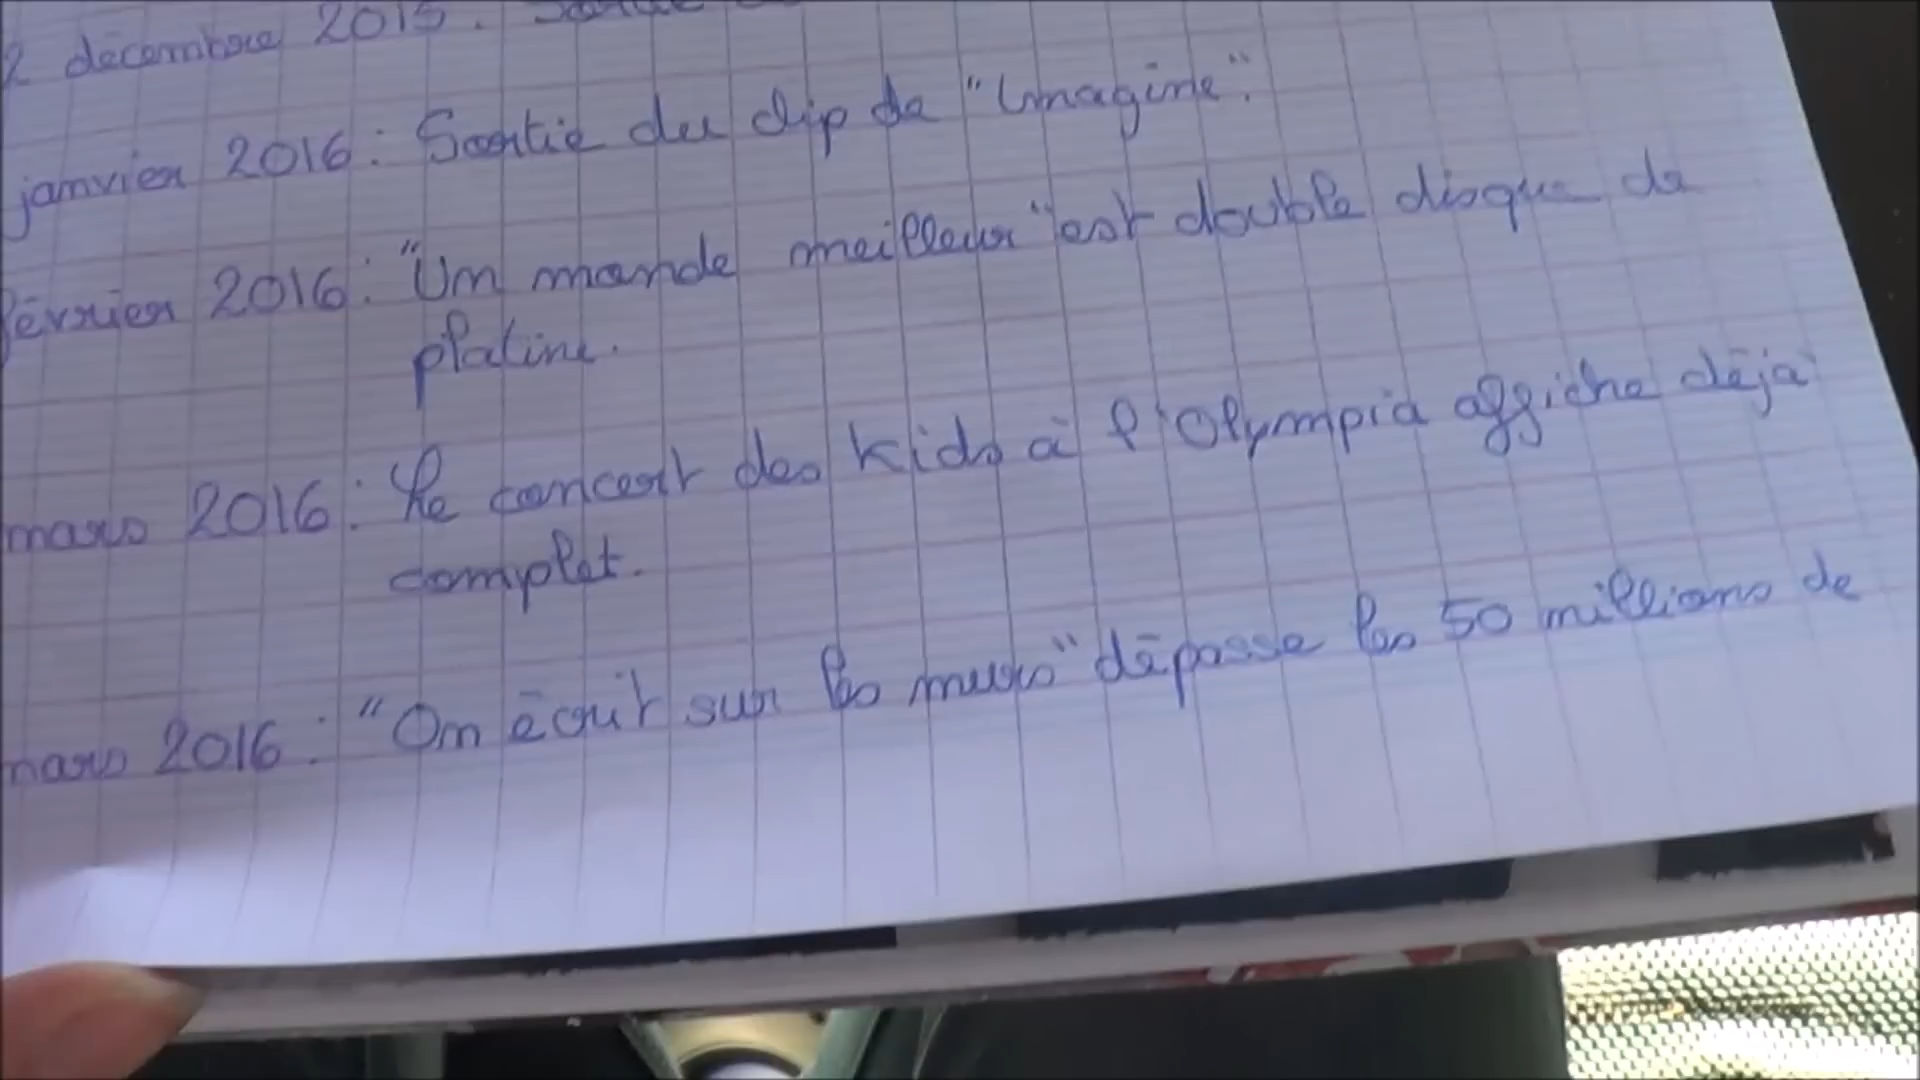 2 décembre 2015. Sortie
janvier 2016: Sortie du clip de "Imagine".
février 2016: "Un monde meilleur" est double disque de
platine.
mars 2016: Le concert des Kids à l'Olympia affiche déjà
complet.
mars 2016: "On écrit sur les murs" dépasse les 50 millions de